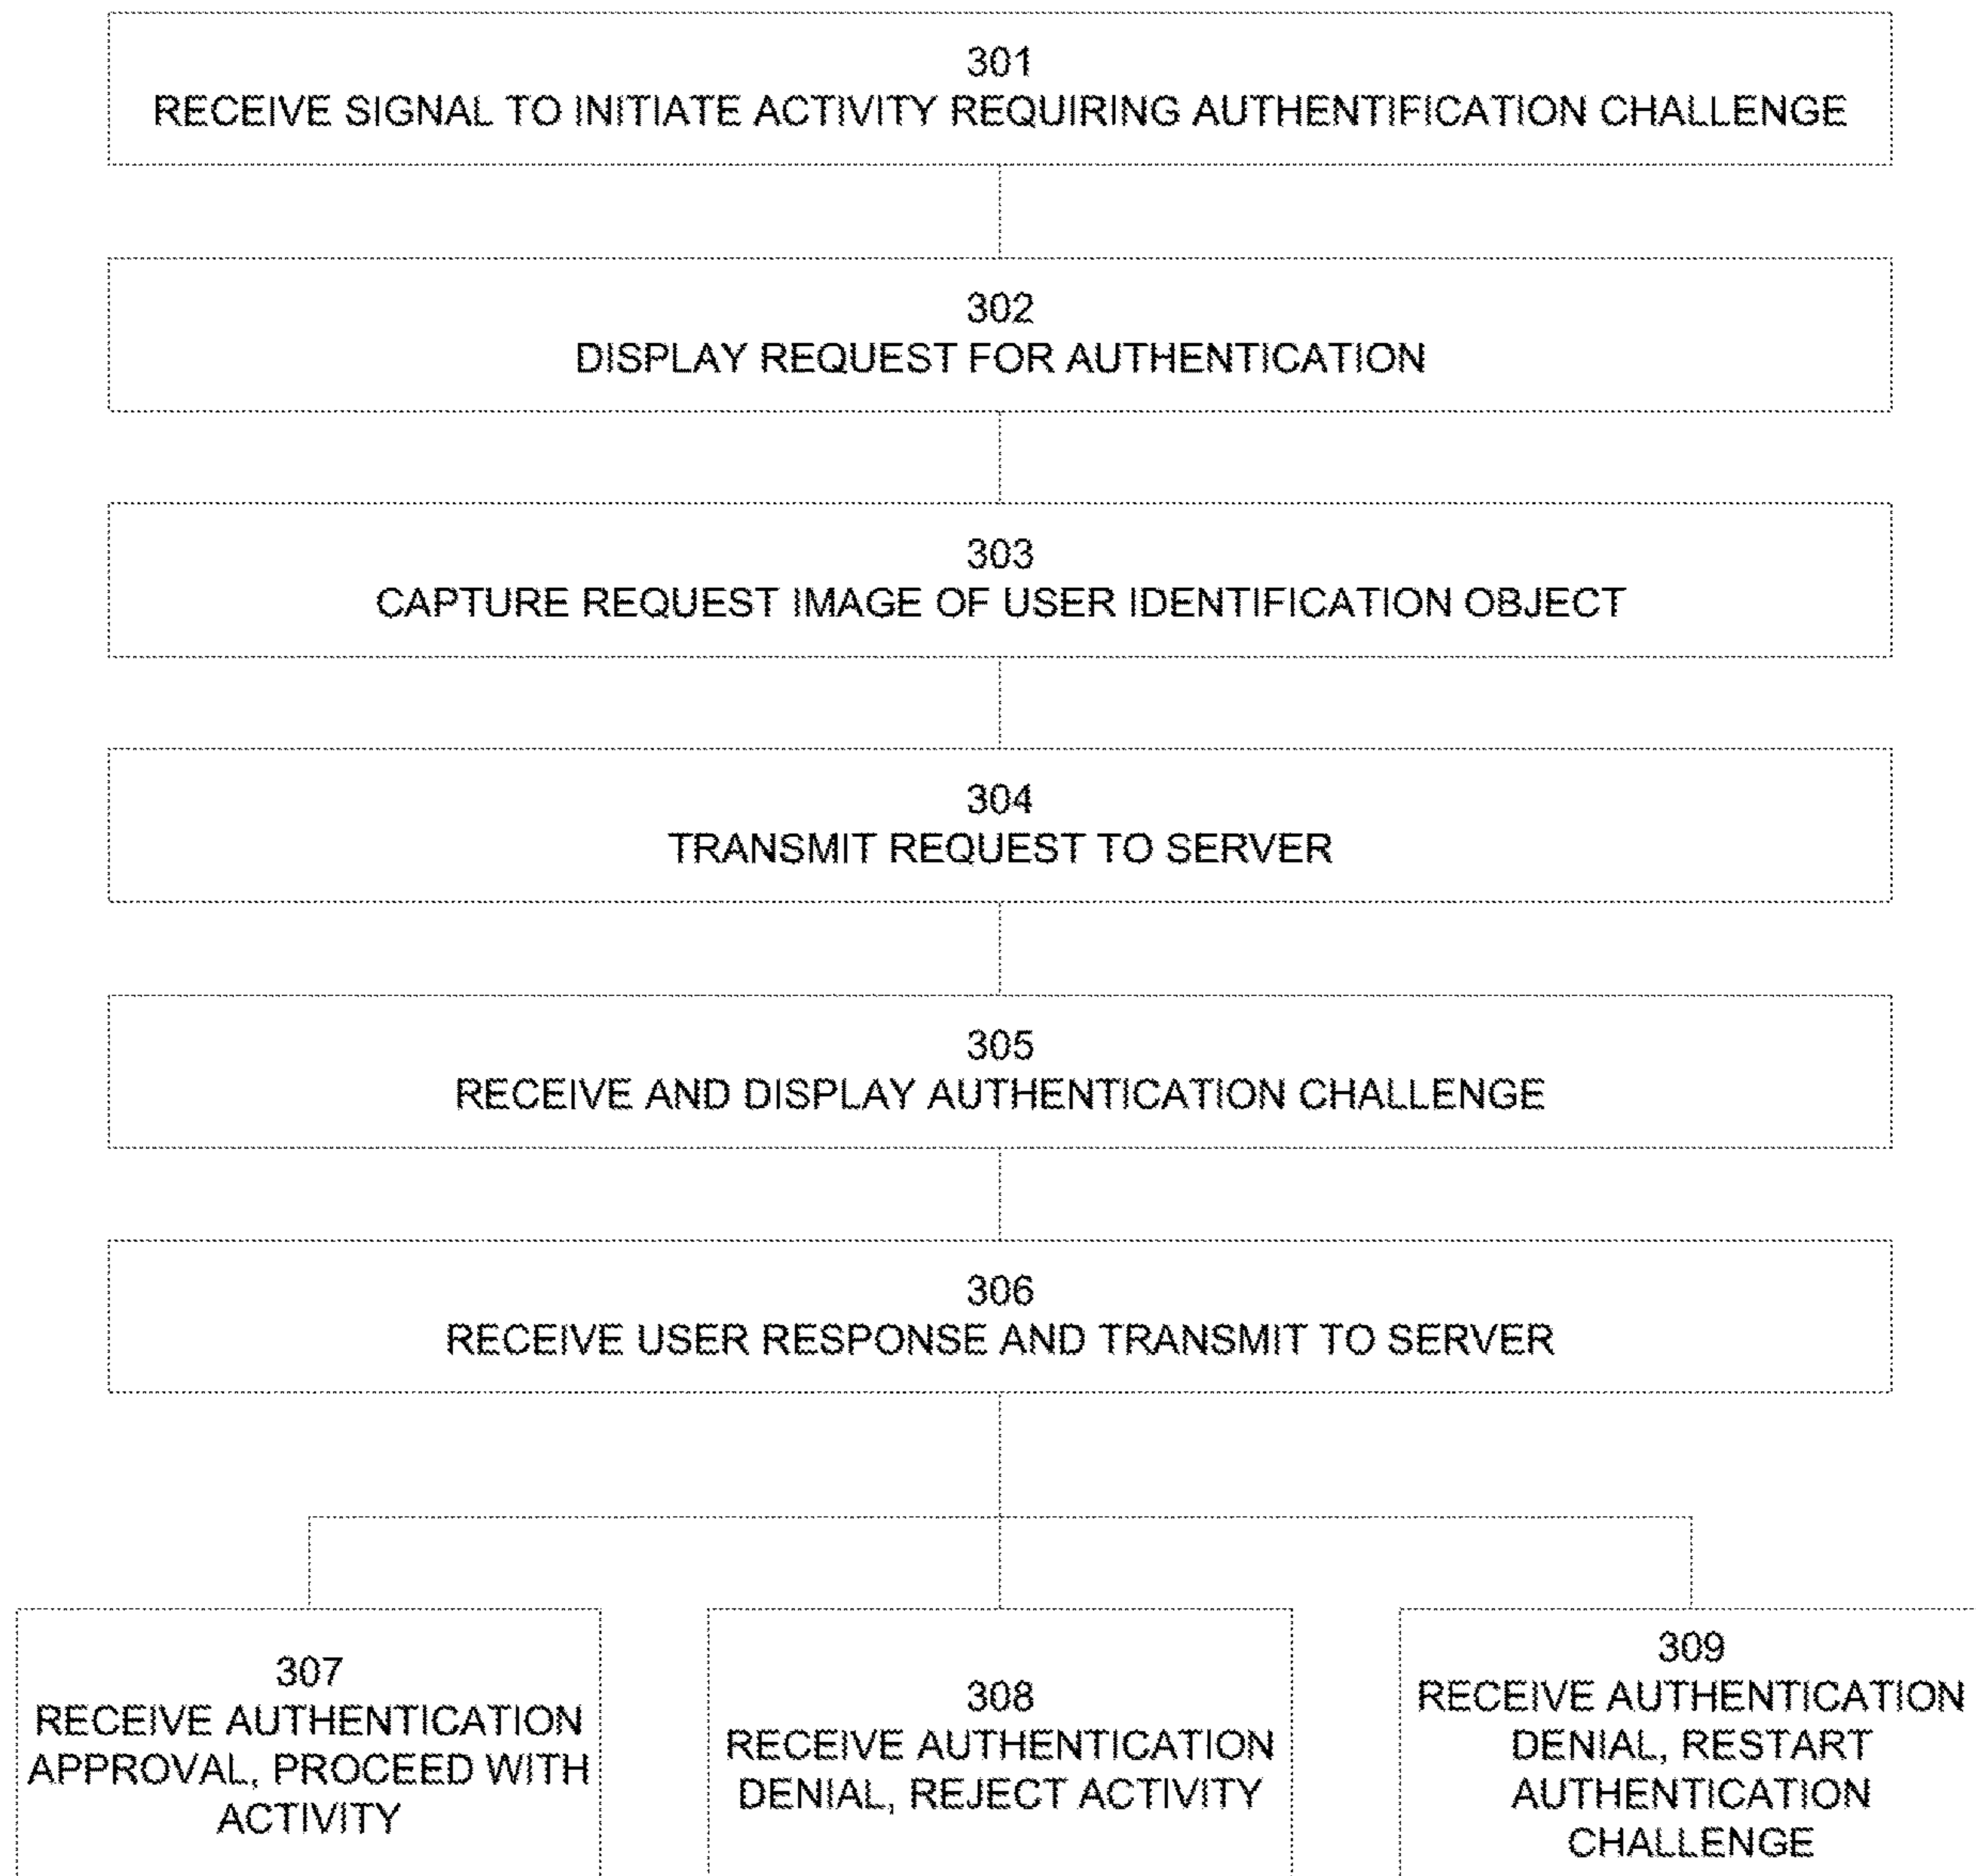 301
RECEIVE SIGNAL TO INITIATE ACTIVITY REQUIRING AUTHENTIFICATION CHALLENGE
302
DISPLAY REQUEST FOR AUTHENTICATION
303
CAPTURE REQUEST IMAGE OF USER IDENTIFICATION OBJECT
304
TRANSMIT REQUEST TO SERVER
305
RECEIVE AND DISPLAY AUTHENTICATION CHALLENGE
306
RECEIVE USER RESPONSE AND TRANSMIT TO SERVER
307
RECEIVE AUTHENTICATION
APPROVAL, PROCEED WITH
ACTIVITY
308
RECEIVE AUTHENTICATION
DENIAL, REJECT ACTIVITY
309
RECEIVE AUTHENTICATION
DENIAL, RESTART
AUTHENTICATION
CHALLENGE